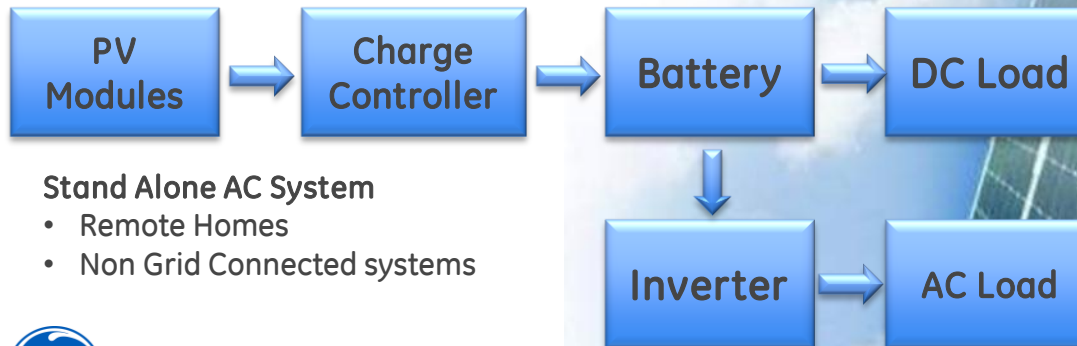 PV
Modules
Charge
Controller
Battery
DC Load
Stand Alone AC System
• Remote Homes
• Non Grid Connected systems
Inverter
AC Load